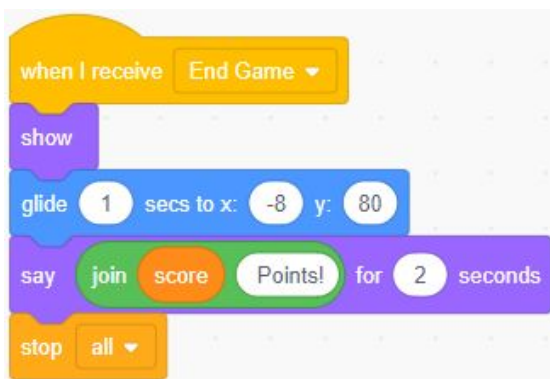 when I receive End Game
show
glide 1 secs to x: -8 y: 80
say join score Points! for 2 seconds
stop all